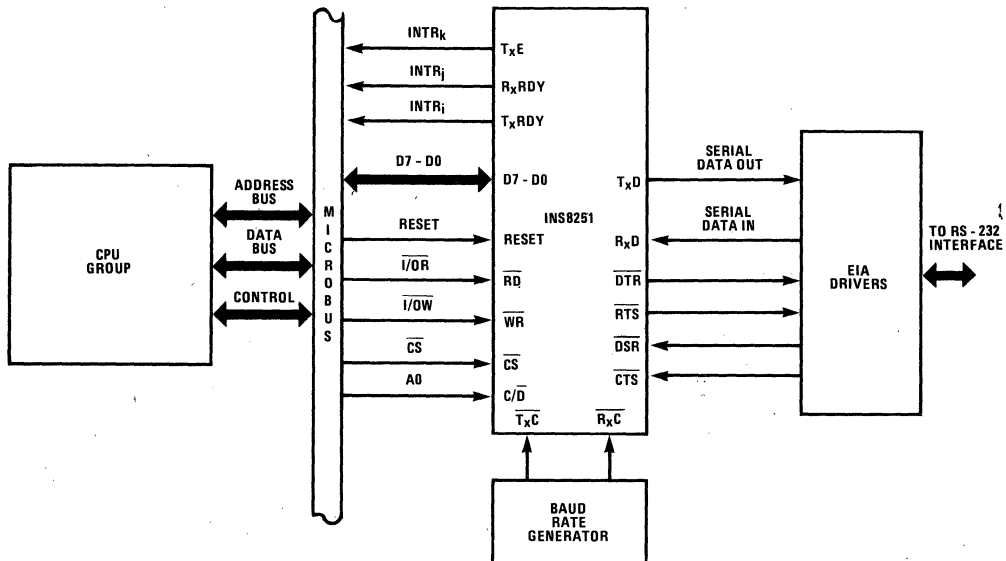 CPU
GROUP
ADDRESS
BUS
DATA
BUS
CONTROL
MICROBUS
INTRk
INTRj
INTRi
D7 - D0
RESET
I/OR
I/OW
CS
A0
TxE
RxRDY
TxRDY
D7 - D0
INS8251
RESET
RD
WR
CS
C/D
TxC
RxC
TxD
RxD
DTR
RTS
DSR
CTS
BAUD
RATE
GENERATOR
SERIAL
DATA OUT
SERIAL
DATA IN
EIA
DRIVERS
TO RS - 232
INTERFACE